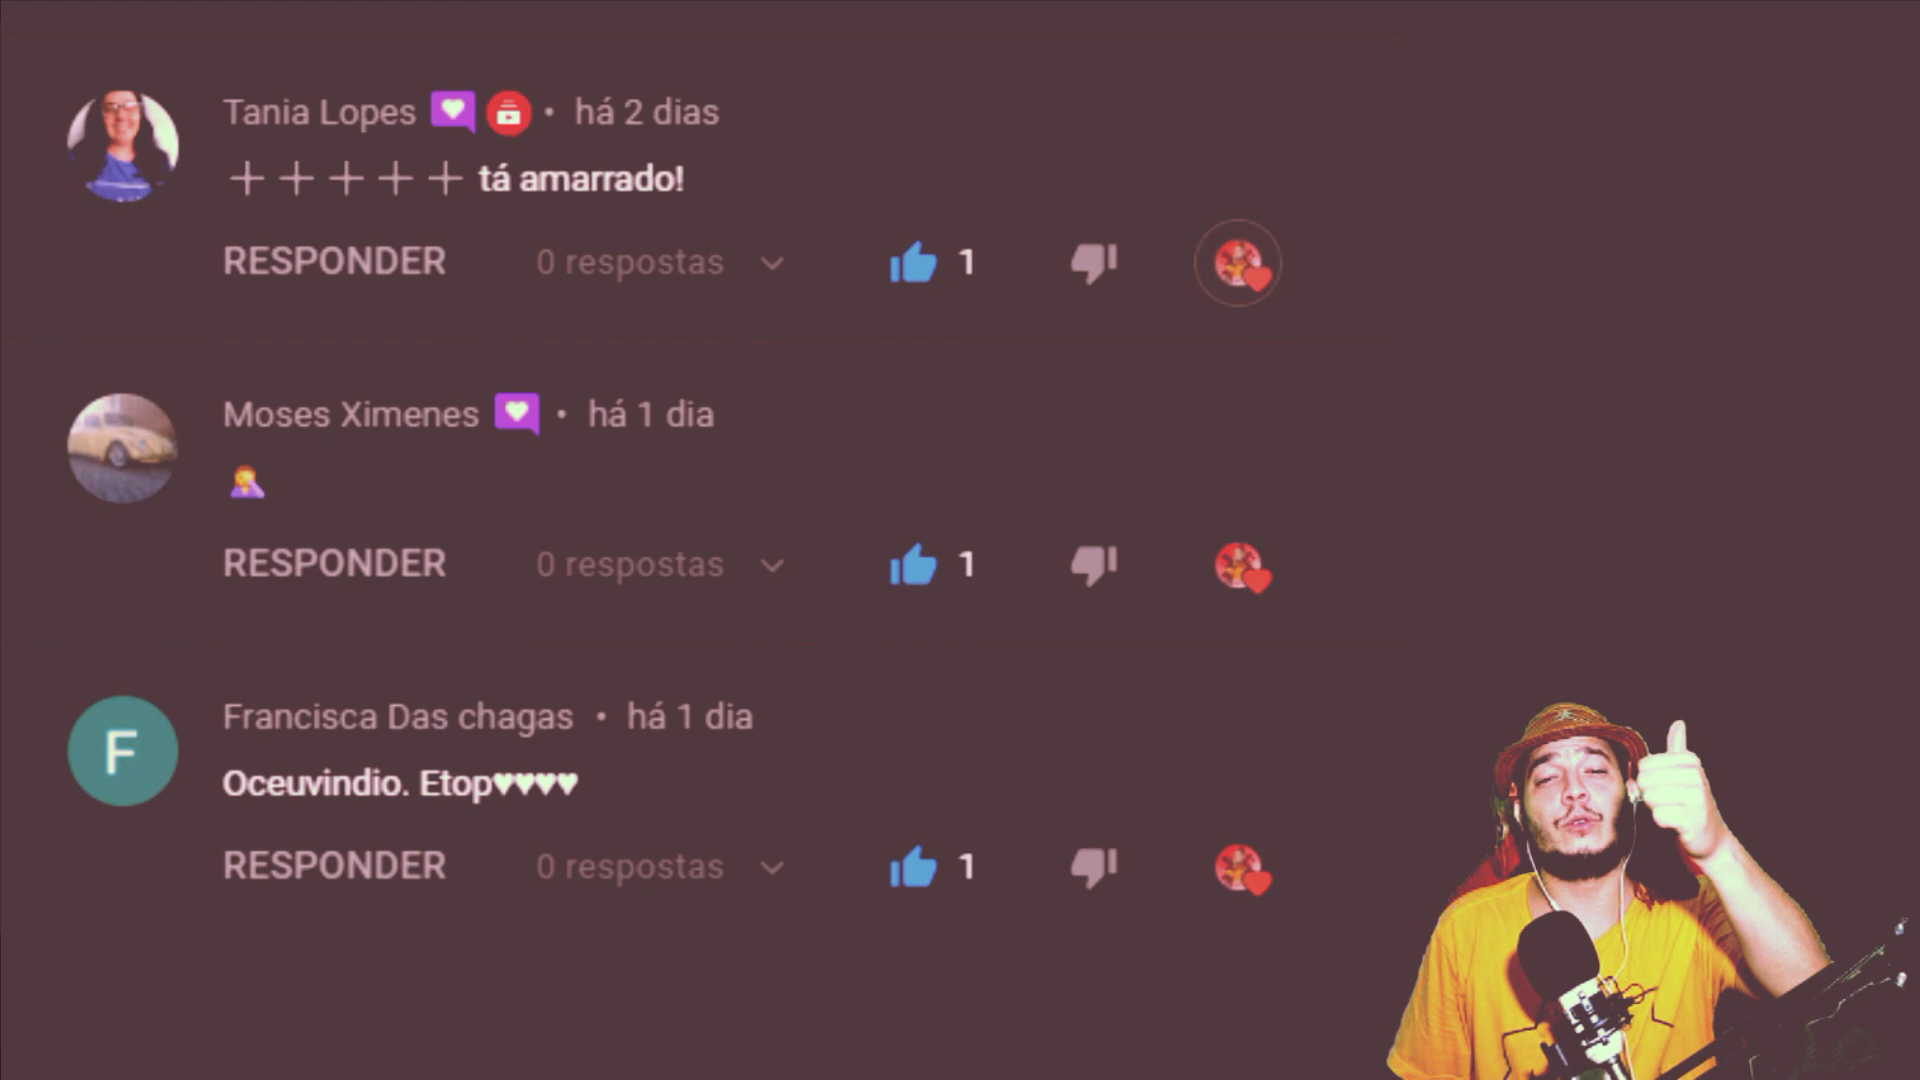 Tania Lopes • há 2 dias
+ + + + + tá amarrado!
RESPONDER 0 respostas 1
Moses Ximenes • há 1 dia
🤦
RESPONDER 0 respostas 1
F
Francisca Das chagas • há 1 dia
Oceuvindio. Etop♥♥♥♥
RESPONDER 0 respostas 1